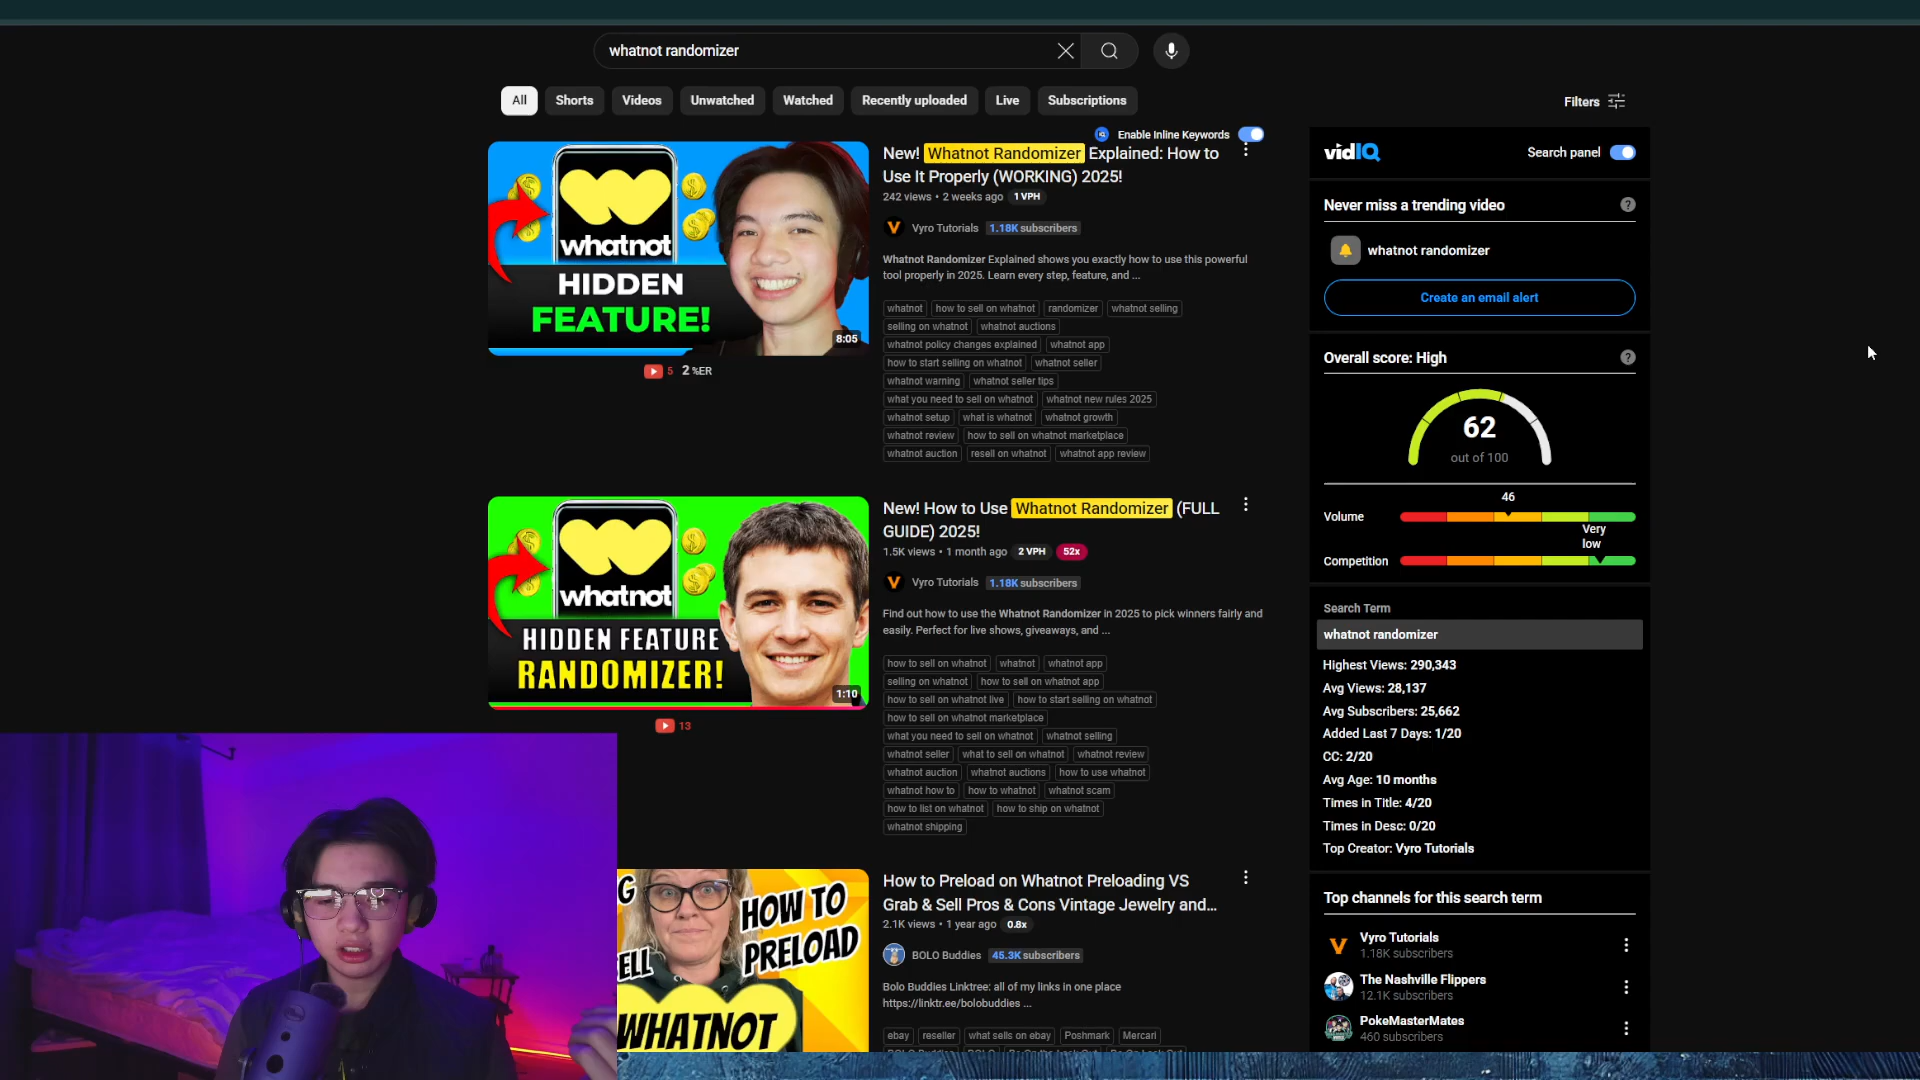 whatnot randomizer
All
Shorts
Videos
Unwatched
Watched
Recently uploaded
Live
Subscriptions
Filters
Enable Inline Keywords
whatnot
HIDDEN
FEATURE!
8:05
5 2 %ER
New! Whatnot Randomizer Explained: How to
Use It Properly (WORKING) 2025!
242 views • 2 weeks ago 1 VPH
Vyro Tutorials 1.18K subscribers
Whatnot Randomizer Explained shows you exactly how to use this powerful
tool properly in 2025. Learn every step, feature, and ...
whatnot how to sell on whatnot randomizer whatnot selling
selling on whatnot whatnot auctions
whatnot policy changes explained whatnot app
how to start selling on whatnot whatnot seller
whatnot warning whatnot seller tips
what you need to sell on whatnot whatnot new rules 2025
whatnot setup what is whatnot whatnot growth
whatnot review how to sell on whatnot marketplace
whatnot auction resell on whatnot whatnot app review
whatnot
HIDDEN FEATURE
RANDOMIZER!
1:10
13
New! How to Use Whatnot Randomizer (FULL
GUIDE) 2025!
1.5K views • 1 month ago 2 VPH 52x
Vyro Tutorials 1.18K subscribers
Find out how to use the Whatnot Randomizer in 2025 to pick winners fairly and
easily. Perfect for live shows, giveaways, and ...
how to sell on whatnot whatnot whatnot app
selling on whatnot how to sell on whatnot app
how to sell on whatnot live how to start selling on whatnot
how to sell on whatnot marketplace
what you need to sell on whatnot whatnot selling
whatnot seller what to sell on whatnot whatnot review
whatnot auction whatnot auctions how to use whatnot
whatnot how to how to whatnot whatnot scam
how to list on whatnot how to ship on whatnot
whatnot shipping
G
HOW TO
PRELOAD
ELL
WHATNOT
How to Preload on Whatnot Preloading VS
Grab & Sell Pros & Cons Vintage Jewelry and...
2.1K views • 1 year ago 0.8x
BOLO Buddies 45.3K subscribers
Bolo Buddies Linktree: all of my links in one place
https://linktr.ee/bolobuddies ...
ebay reseller what sells on ebay Poshmark Mercari
vidIQ
Search panel
Never miss a trending video ?
whatnot randomizer
Create an email alert
Overall score: High ?
62
out of 100
46
Volume
Very
low
Competition
Search Term
whatnot randomizer
Highest Views: 290,343
Avg Views: 28,137
Avg Subscribers: 25,662
Added Last 7 Days: 1/20
CC: 2/20
Avg Age: 10 months
Times in Title: 4/20
Times in Desc: 0/20
Top Creator: Vyro Tutorials
Top channels for this search term
Vyro Tutorials
1.18K subscribers
The Nashville Flippers
12.1K subscribers
PokeMasterMates
460 subscribers